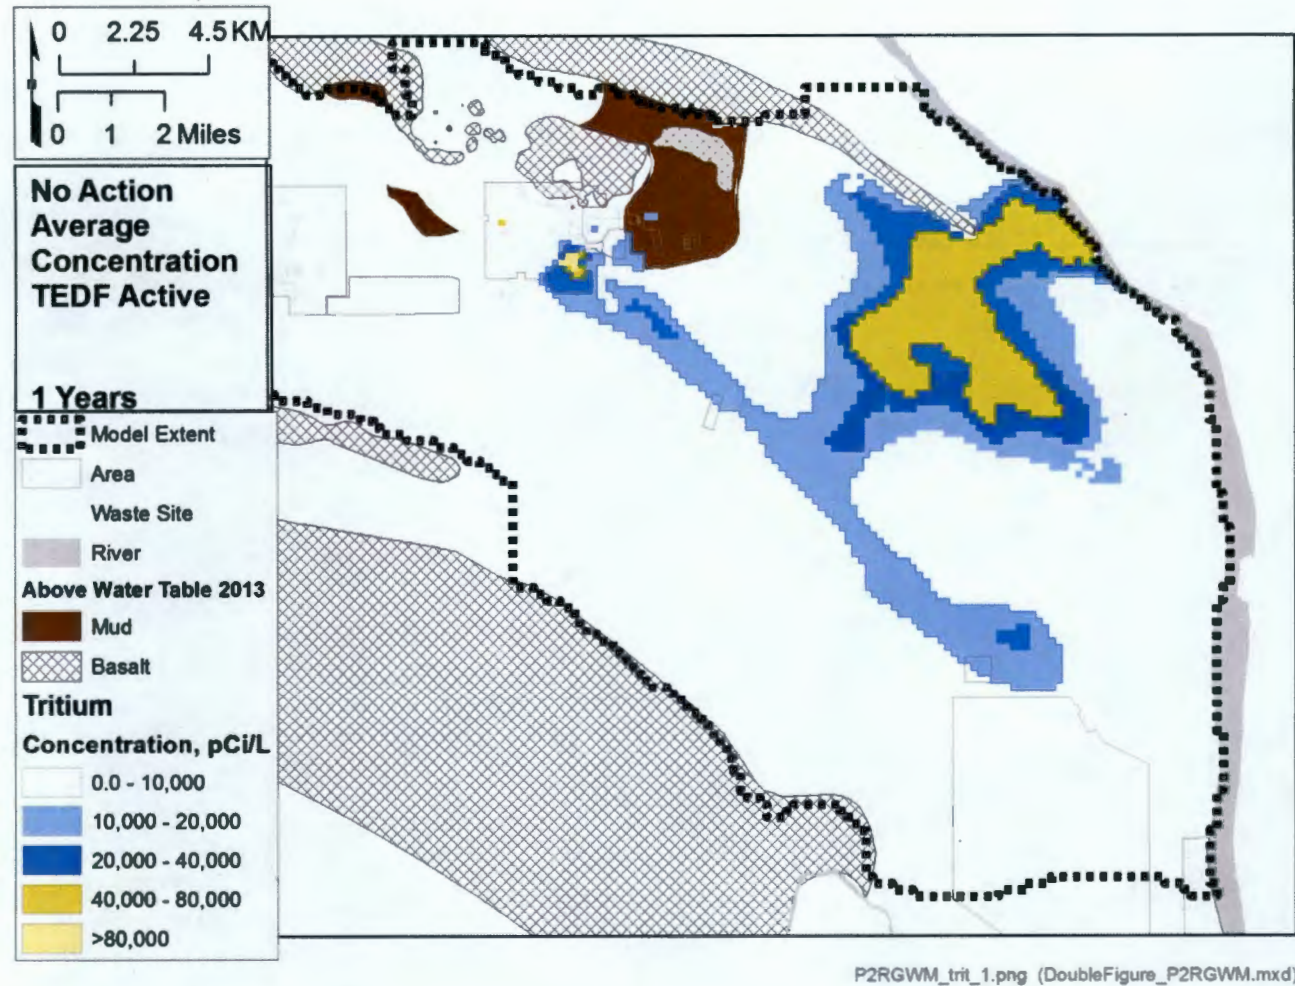 0 2.25 4.5 KM
0 1 2 Miles
No Action
Average
Concentration
TEDF Active
1 Years
Model Extent
Area
Waste Site
River
Above Water Table 2013
Mud
Basalt
Tritium
Concentration, pCi/L
0.0 - 10,000
10,000 - 20,000
20,000 - 40,000
40,000 - 80,000
>80,000
P2RGWM_trit_1.png (DoubleFigure_P2RGWM.mxd)